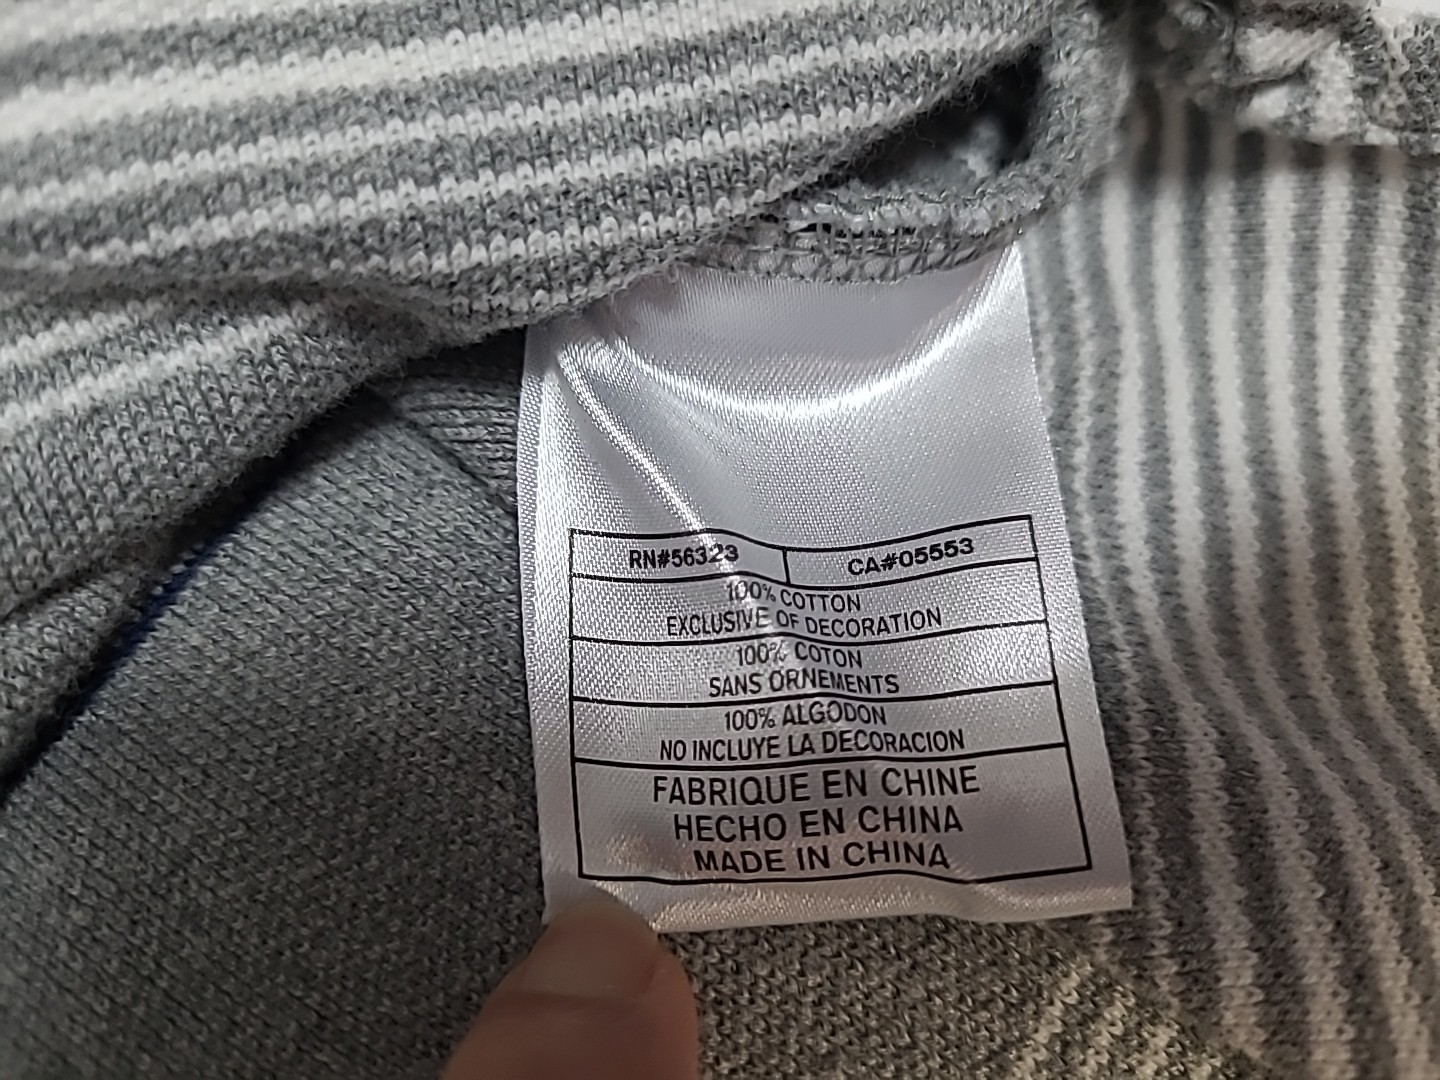 RN#56323 CA#05553
100% COTTON
EXCLUSIVE OF DECORATION
100% COTON
SANS ORNEMENTS
100% ALGODON
NO INCLUYE LA DECORACION
FABRIQUE EN CHINE
HECHO EN CHINA
MADE IN CHINA